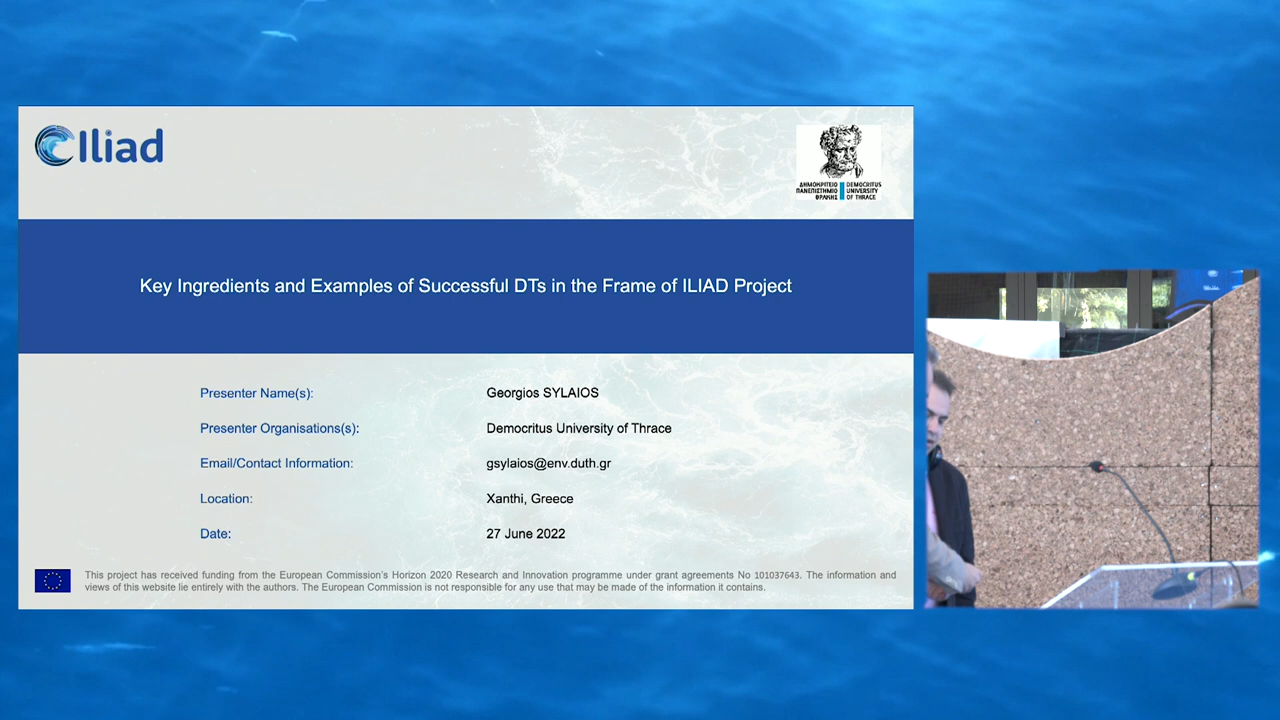 Iliad
ΔΗΜΟΚΡΙΤΕΙΟ
ΠΑΝΕΠΙΣΤΗΜΙΟ
ΘΡΑΚΗΣ
DEMOCRITUS
UNIVERSITY
OF THRACE
Key Ingredients and Examples of Successful DTs in the Frame of ILIAD Project
Presenter Name(s): Georgios SYLAIOS
Presenter Organisations(s): Democritus University of Thrace
Email/Contact Information: gsylaios@env.duth.gr
Location: Xanthi, Greece
Date: 27 June 2022
This project has received funding from the European Commission's Horizon 2020 Research and Innovation programme under grant agreements No 101037643. The information and
views of this website lie entirely with the authors. The European Commission is not responsible for any use that may be made of the information it contains.